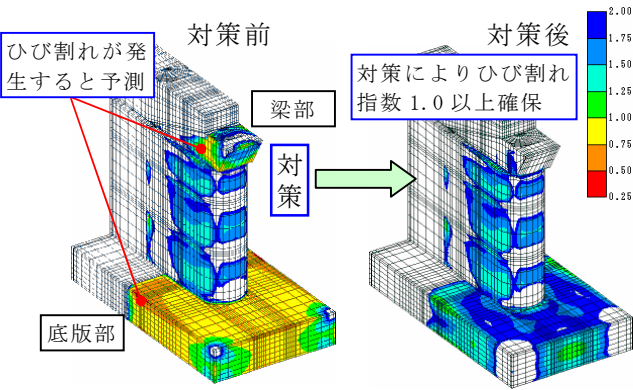 対策前
ひび割れが発
生すると予測
梁部
対
策
底版部
対策後
対策によりひび割れ
指数1.0以上確保
2.00
1.75
1.50
1.25
1.00
0.75
0.50
0.25